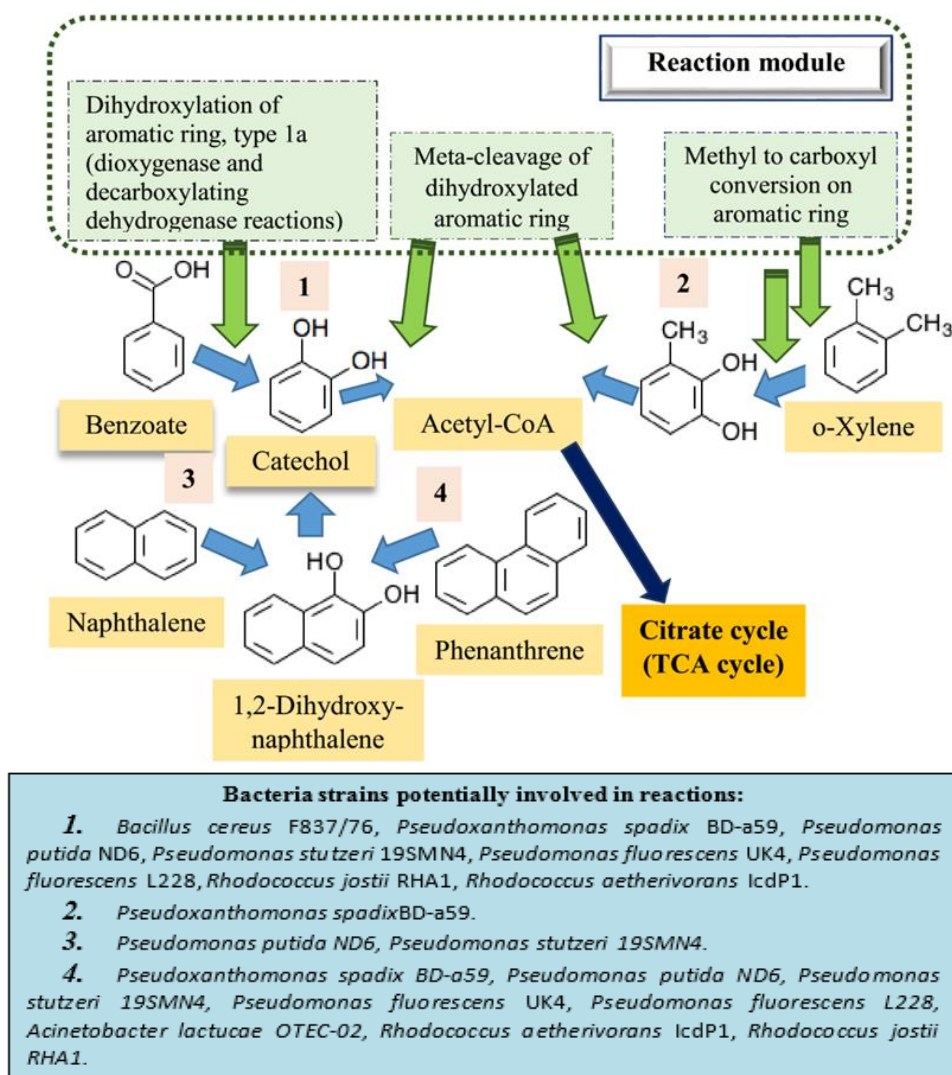 Reaction module
Dihydroxylation of
aromatic ring, type 1a
(dioxygenase and
decarboxylating
dehydrogenase reactions)
Meta-cleavage of
dihydroxylated
aromatic ring
Methyl to carboxyl
conversion on
aromatic ring
O
OH
1
OH
OH
2
CH3
OH
OH
CH3
CH3
Benzoate
Catechol
Acetyl-CoA
o-Xylene
3
4
HO
OH
Naphthalene
Phenanthrene
1,2-Dihydroxy-
naphthalene
Citrate cycle
(TCA cycle)
Bacteria strains potentially involved in reactions:
1. Bacillus cereus F837/76, Pseudoxanthomonas spadix BD-a59, Pseudomonas
putida ND6, Pseudomonas stutzeri 19SMN4, Pseudomonas fluorescens UK4, Pseudomonas
fluorescens L228, Rhodococcus jostii RHA1, Rhodococcus aetherivorans IcdP1.
2. Pseudoxanthomonas spadixBD-a59.
3. Pseudomonas putida ND6, Pseudomonas stutzeri 19SMN4.
4. Pseudoxanthomonas spadix BD-a59, Pseudomonas putida ND6, Pseudomonas
stutzeri 19SMN4, Pseudomonas fluorescens UK4, Pseudomonas fluorescens L228,
Acinetobacter lactucae OTEC-02, Rhodococcus aetherivorans IcdP1, Rhodococcus jostii
RHA1.